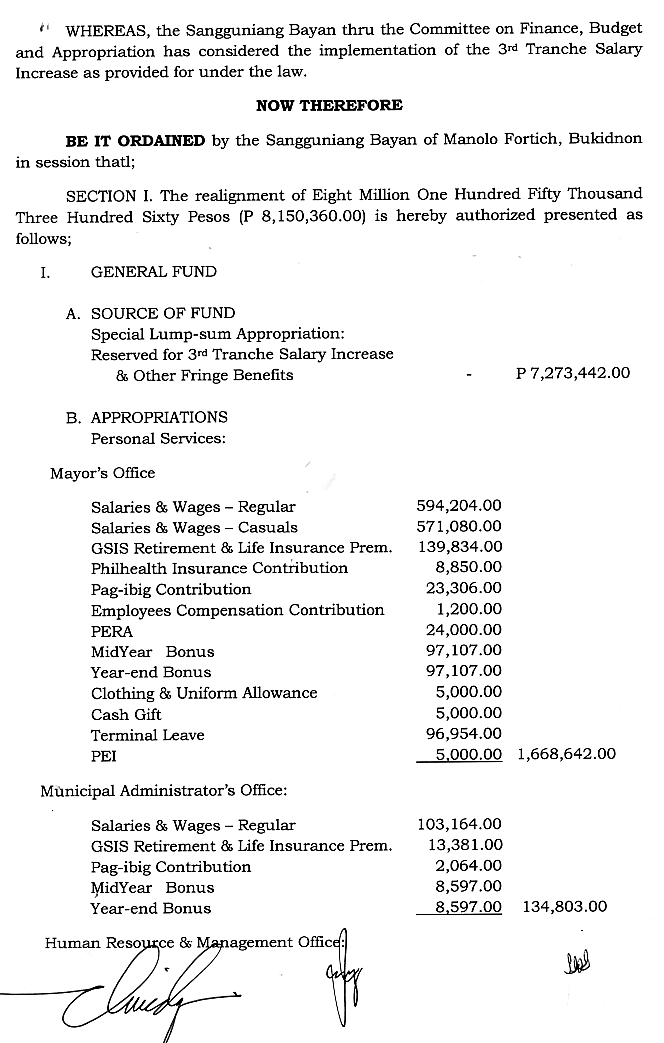 WHEREAS, the Sangguniang Bayan thru the Committee on Finance, Budget
and Appropriation has considered the implementation of the 3rd Tranche Salary
Increase as provided for under the law.
NOW THEREFORE
BE IT ORDAINED by the Sangguniang Bayan of Manolo Fortich, Bukidnon
in session thatl;
SECTION I. The realignment of Eight Million One Hundred Fifty Thousand
Three Hundred Sixty Pesos (P 8,150,360.00) is hereby authorized presented as
follows;
I. GENERAL FUND
A. SOURCE OF FUND
Special Lump-sum Appropriation:
Reserved for 3rd Tranche Salary Increase
& Other Fringe Benefits - P 7,273,442.00
B. APPROPRIATIONS
Personal Services:
Mayor's Office
Salaries & Wages – Regular 594,204.00
Salaries & Wages – Casuals 571,080.00
GSIS Retirement & Life Insurance Prem. 139,834.00
Philhealth Insurance Contribution 8,850.00
Pag-ibig Contribution 23,306.00
Employees Compensation Contribution 1,200.00
PERA 24,000.00
MidYear Bonus 97,107.00
Year-end Bonus 97,107.00
Clothing & Uniform Allowance 5,000.00
Cash Gift 5,000.00
Terminal Leave 96,954.00
PEI 5,000.00 1,668,642.00
Municipal Administrator's Office:
Salaries & Wages – Regular 103,164.00
GSIS Retirement & Life Insurance Prem. 13,381.00
Pag-ibig Contribution 2,064.00
MidYear Bonus 8,597.00
Year-end Bonus 8,597.00 134,803.00
Human Resource & Management Office: